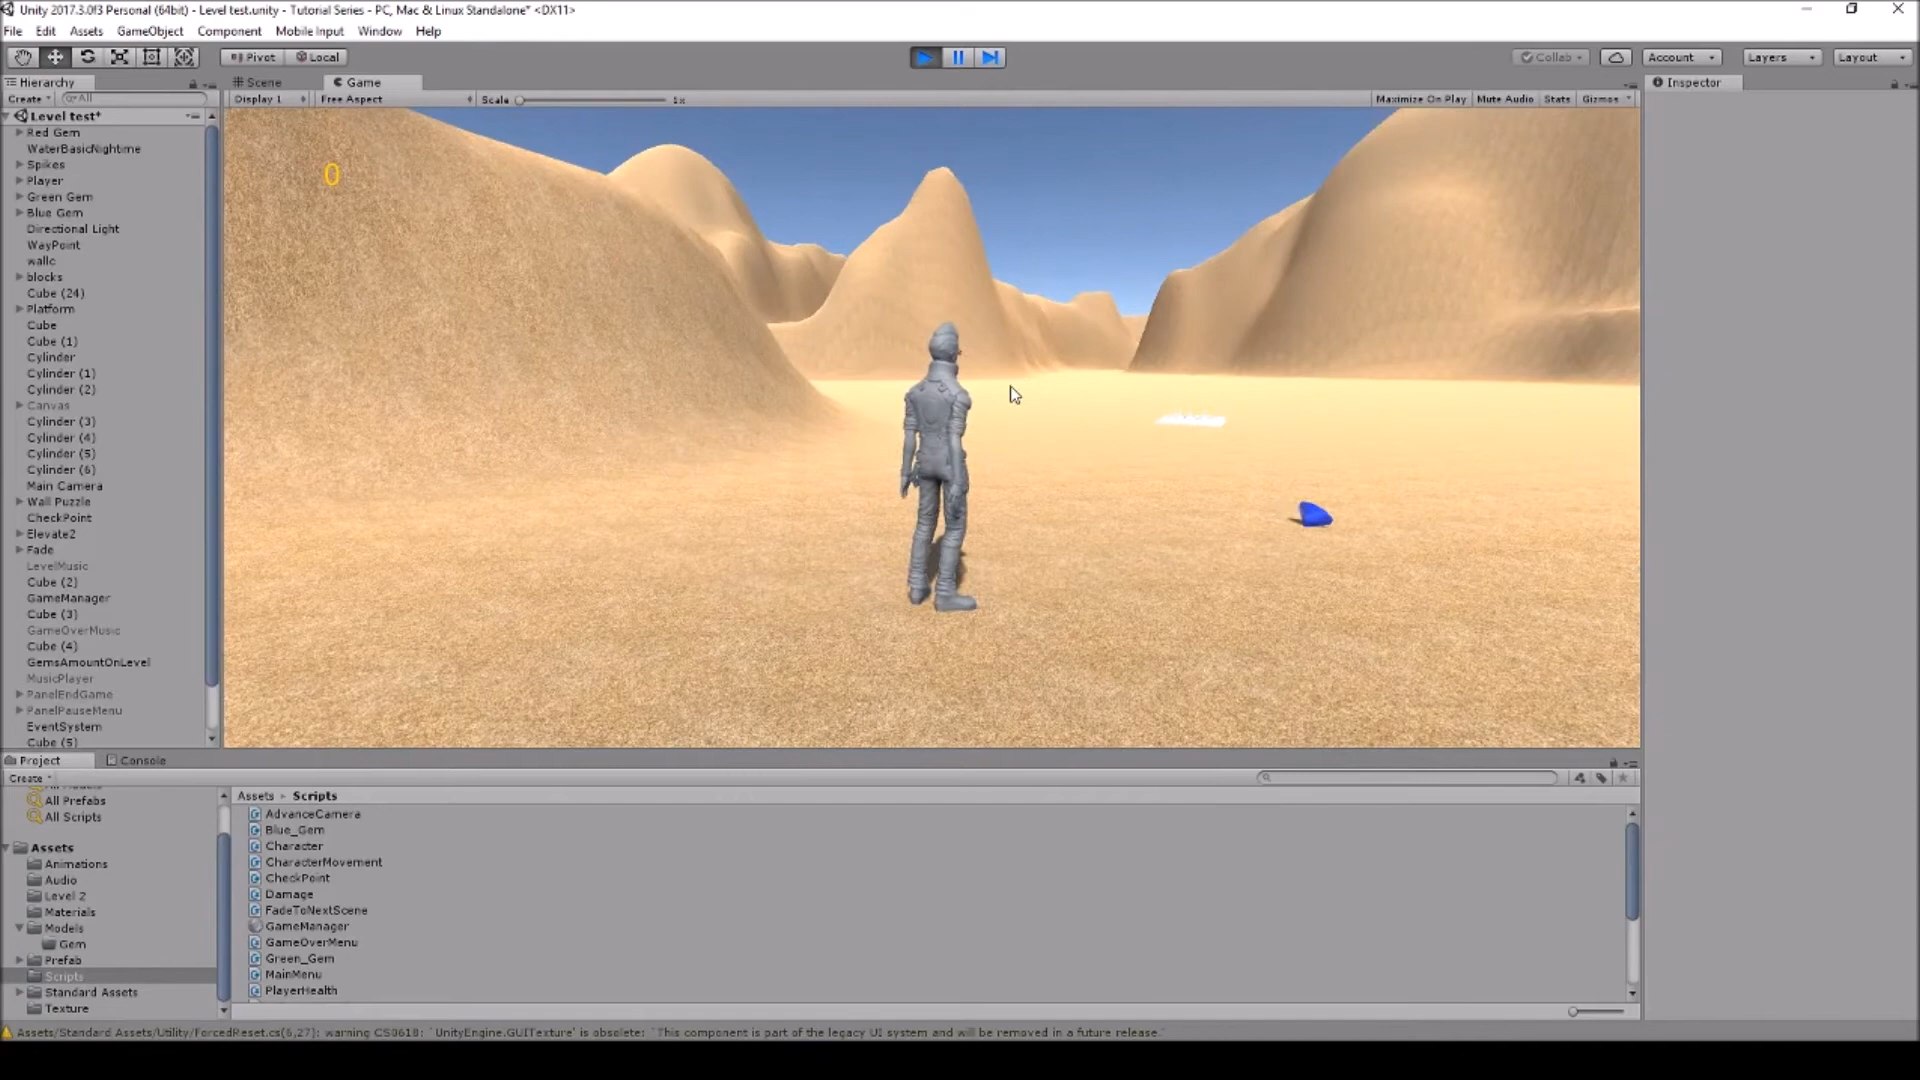 Unity 2017.3.0f3 Personal (64bit) - Level test.unity - Tutorial Series - PC, Mac & Linux Standalone* <DX11>
File Edit Assets GameObject Component Mobile Input Window Help
Pivot Local Collab Account Layers Layout
Hierarchy Scene Game Inspector
Create All Display 1 Free Aspect Scale 1x Maximize On Play Mute Audio Stats Gizmos
Level test*
Red Gem
WaterBasicNightime
0
Spikes
Player
Green Gem
Blue Gem
Directional Light
WayPoint
walls
blocks
Cube (24)
Platform
Cube
Cube (1)
Cylinder
Cylinder (1)
Cylinder (2)
Canvas
Cylinder (3)
Cylinder (4)
Cylinder (5)
Cylinder (6)
Main Camera
Wall Puzzle
CheckPoint
Elevate2
Fade
LevelMusic
Cube (2)
GameManager
Cube (3)
GameOverMusic
Cube (4)
GemsAmountOnLevel
MusicPlayer
PanelEndGame
PanelPauseMenu
EventSystem
Cube (5)
Project Console
Create
All Models
All Prefabs
All Scripts
Assets
Animations
Audio
Level 2
Materials
Models
Gem
Prefab
Scripts
Standard Assets
Texture
Assets Scripts
AdvanceCamera
Blue_Gem
Character
CharacterMovement
CheckPoint
Damage
FadeToNextScene
GameManager
GameOverMenu
Green_Gem
MainMenu
PlayerHealth
Assets/Standard Assets/Utility/ForcedReset.cs(6,27): warning CS0618: `UnityEngine.GUITexture' is obsolete: `This component is part of the legacy UI system and will be removed in a future release.'